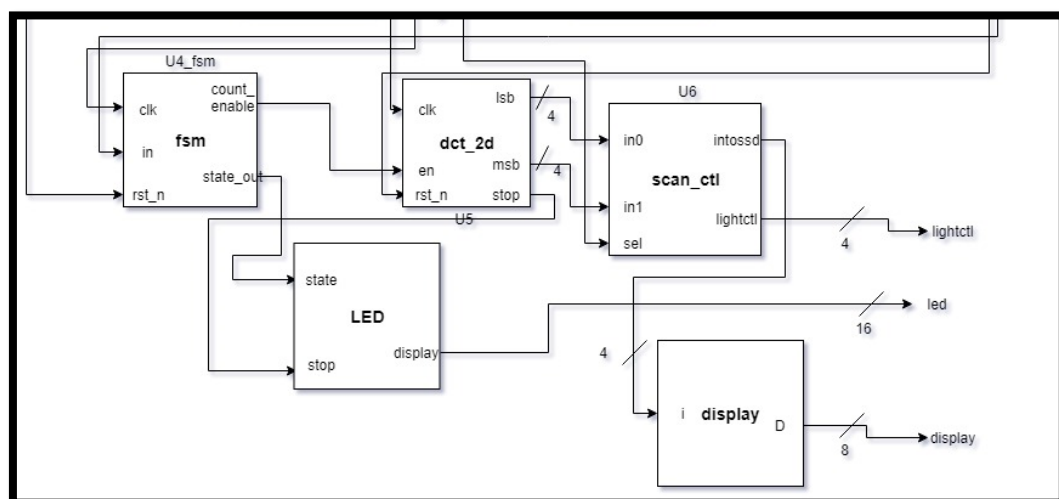 U4_fsm
clk
count_
enable
in
fsm
state_out
rst_n
clk
lsb
4
dct_2d
en
msb
4
rst_n
stop
U5
U6
in0
intossd
scan_ctl
in1
lightctl
4
sel
lightctl
state
LED
display
stop
16
led
4
i
display
D
8
display